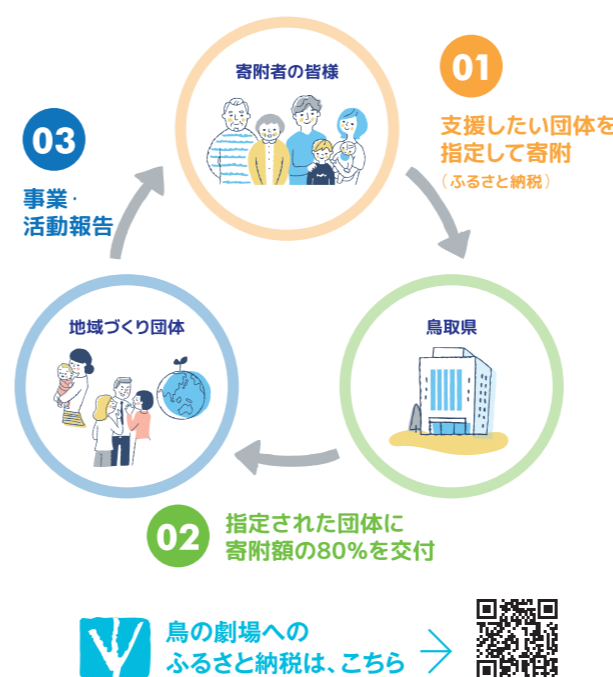 寄附者の皆様
01
支援したい団体を
指定して寄附
（ふるさと納税）
鳥取県
02
指定された団体に
寄附額の80%を交付
地域づくり団体
03
事業・
活動報告
鳥の劇場への
ふるさと納税は、こちら